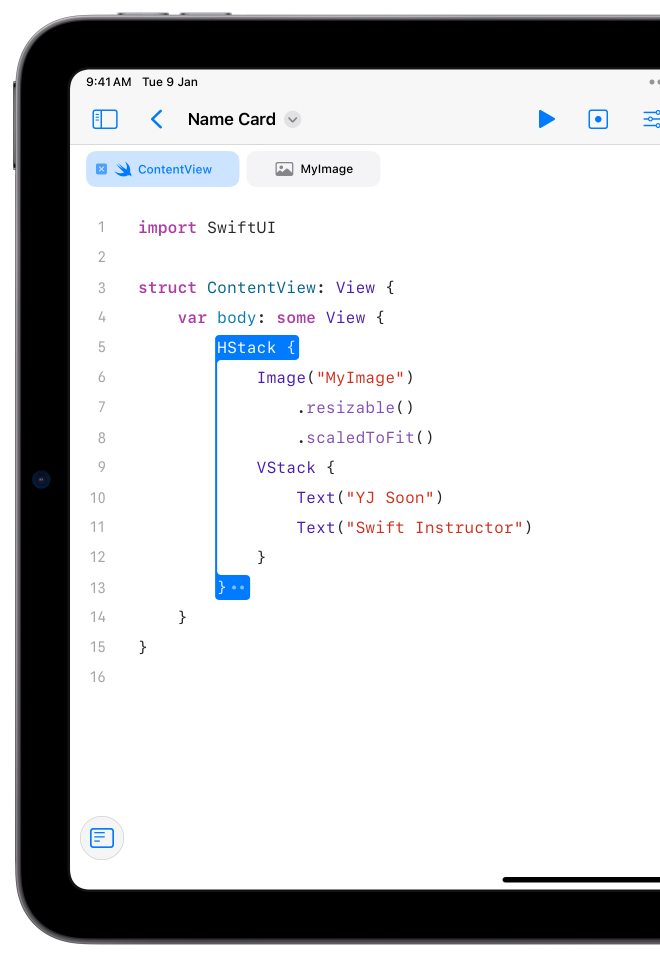 9:41 AM Tue 9 Jan
Name Card
ContentView
MyImage
1 import SwiftUI
2
3 struct ContentView: View {
4 var body: some View {
5 HStack {
6 Image("MyImage")
7 .resizable()
8 .scaledToFit()
9 VStack {
10 Text("YJ Soon")
11 Text("Swift Instructor")
12 }
13 }
14 }
15 }
16